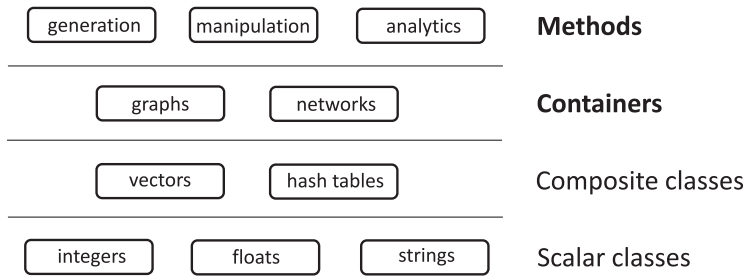 generation manipulation analytics Methods
graphs networks Containers
vectors hash tables Composite classes
integers floats strings Scalar classes